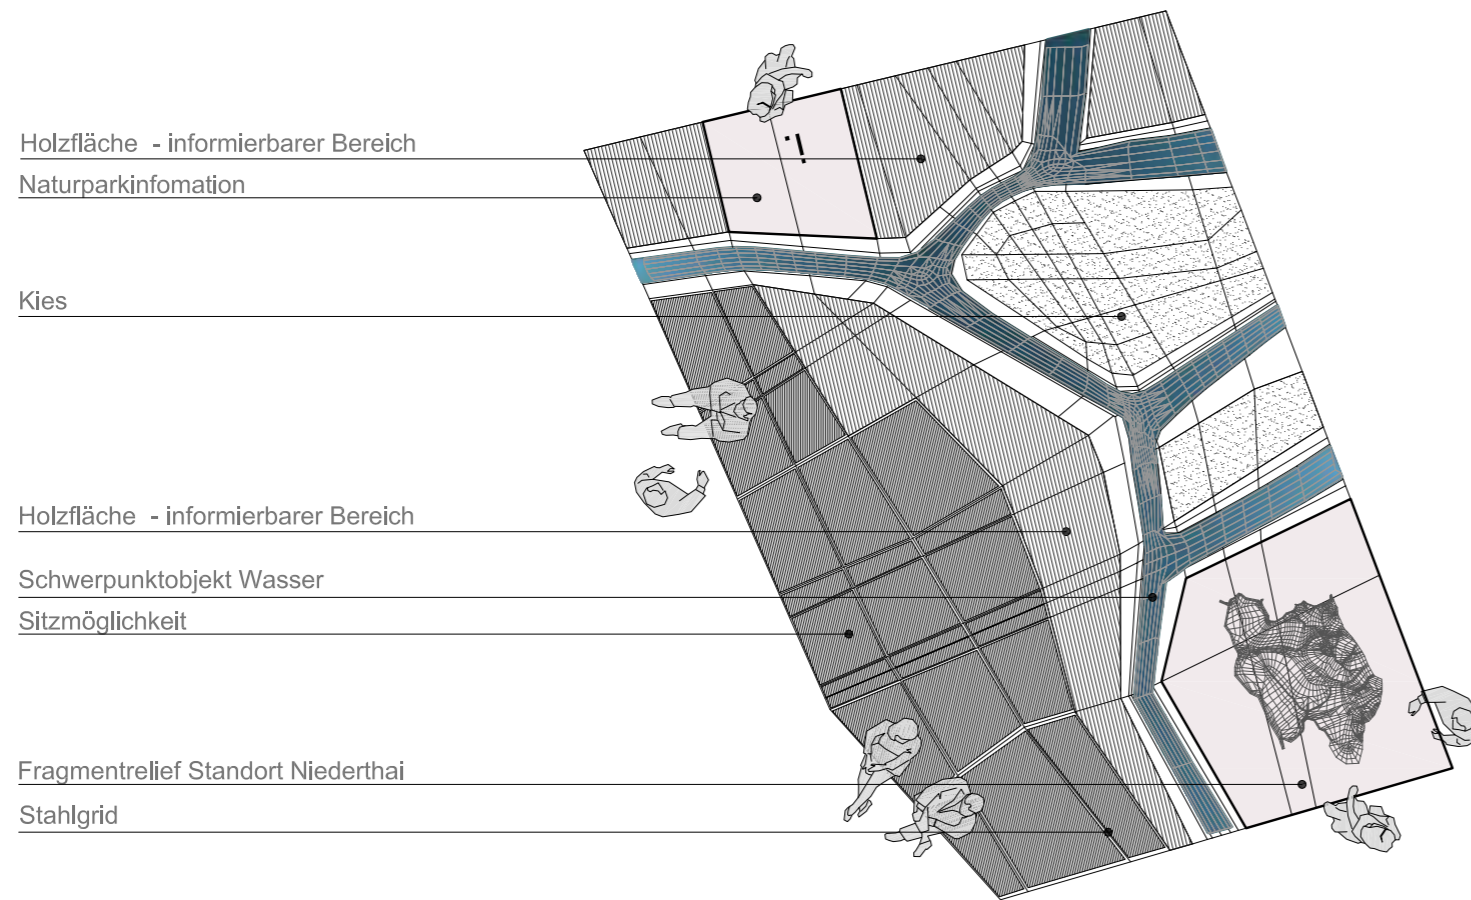 Holzfläche  - informierbarer Bereich
Naturparkinfomation
Kies
Holzfläche  - informierbarer Bereich
Schwerpunktobjekt Wasser
Sitzmöglichkeit
Fragmentrelief Standort Niederthai
Stahlgrid